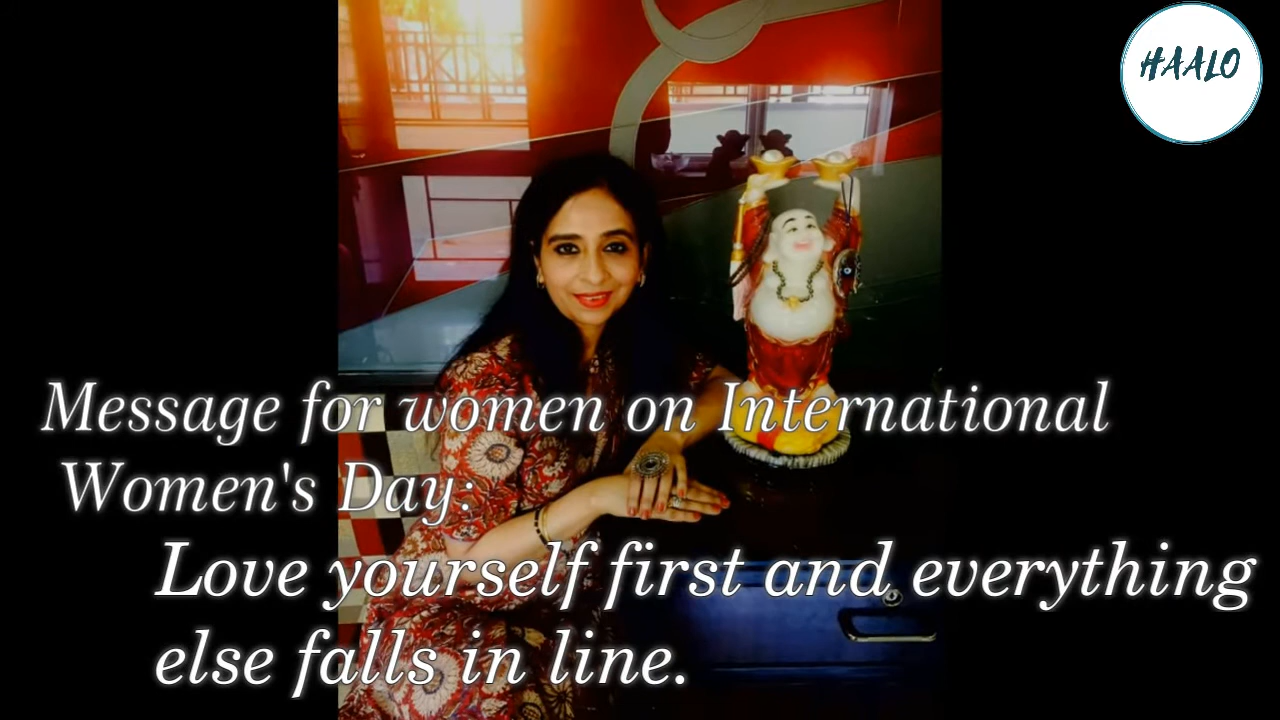 HAALO
Message for women on International
Women's Day:
Love yourself first and everything
else falls in line.